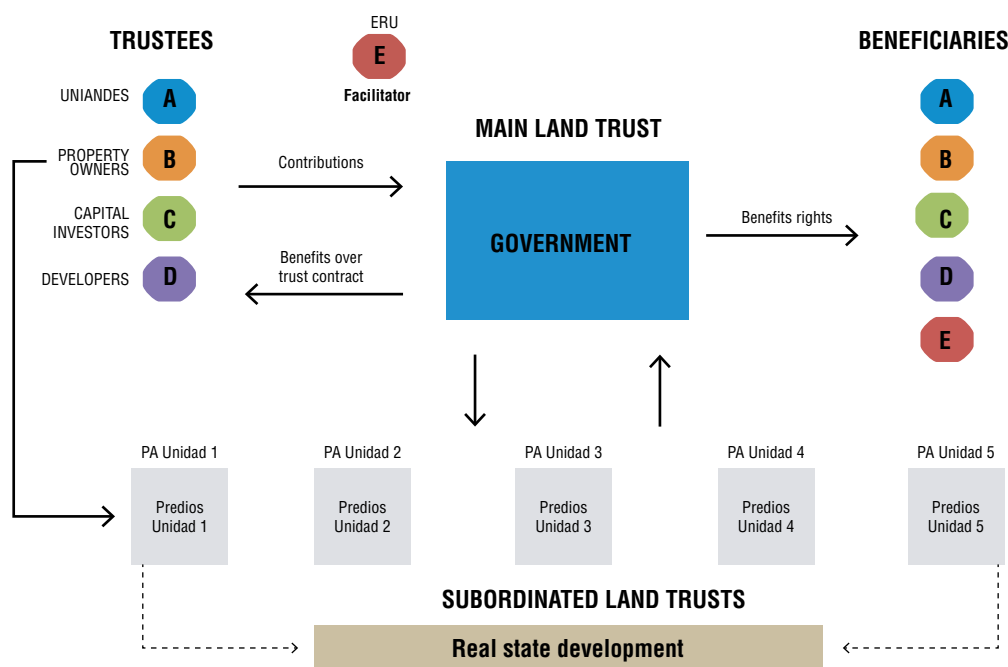 TRUSTEES
UNIANDES
A
PROPERTY
OWNERS
B
CAPITAL
INVESTORS
C
DEVELOPERS
D
ERU
E
Facilitator
Contributions
Benefits over
trust contract
MAIN LAND TRUST
GOVERNMENT
Benefits rights
BENEFICIARIES
A
B
C
D
E
PA Unidad 1
Predios
Unidad 1
PA Unidad 2
Predios
Unidad 2
PA Unidad 3
Predios
Unidad 3
PA Unidad 4
Predios
Unidad 4
PA Unidad 5
Predios
Unidad 5
SUBORDINATED LAND TRUSTS
Real state development